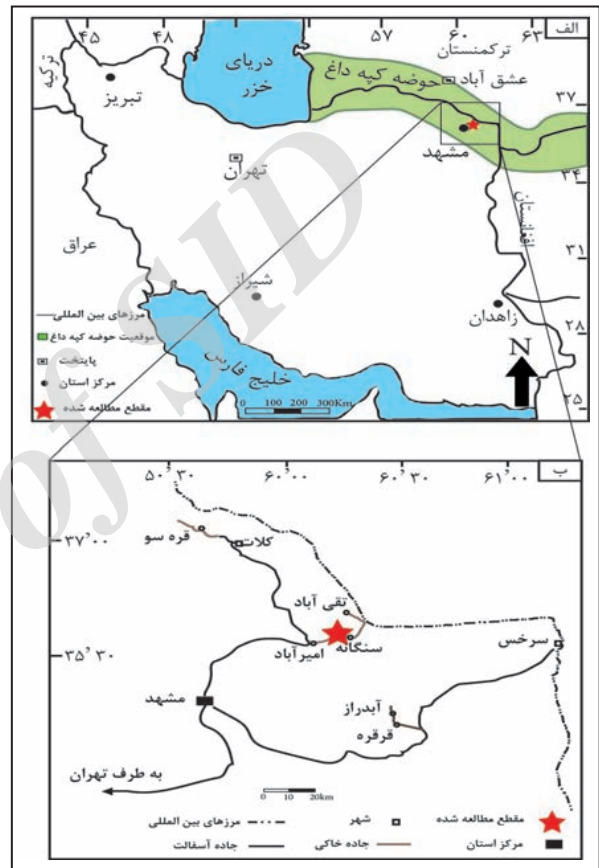 الف
۴۵ ۴۸ ۵۷ ۶۰ ۶۳
ترکمنستان
ترکیه
دریای خزر
حوضه کپه داغ
عشق آباد
تبریز
۳۷
مشهد
تهران
۳۴
افغانستان
عراق
۳۱
شیراز
زاهدان
مرزهای بین المللی
۲۸
موقعیت حوضه کپه داغ
N
پایتخت
خلیج فارس
مرکز استان
0 100 200 300Km
۲۵
مقطع مطالعه شده
of SID
ب
۵۰٬۳۰ ۶۰٬۰۰ ۶۰٬۳۰ ۶۱٬۰۰
۳۷٬۰۰
قره سو
کلات
تقی آباد
سنگانه
امیرآباد
سرخس
۳۵٬۳۰
مشهد
آبدراز
قرقره
به طرف تهران
0 10 20km
مقطع مطالعه شده
شهر
مرزهای بین المللی
مرکز استان
جاده خاکی
جاده آسفالت